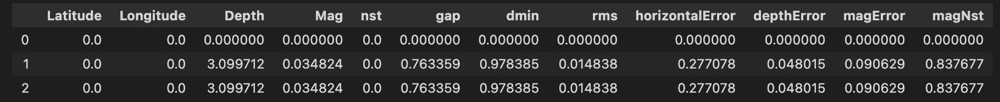 Latitude Longitude Depth Mag nst gap dmin rms horizontalError depthError magError magNst
0 0.0 0.0 0.000000 0.000000 0.0 0.000000 0.000000 0.000000 0.000000 0.000000 0.000000 0.000000
1 0.0 0.0 3.099712 0.034824 0.0 0.763359 0.978385 0.014838 0.277078 0.048015 0.090629 0.837677
2 0.0 0.0 3.099712 0.034824 0.0 0.763359 0.978385 0.014838 0.277078 0.048015 0.090629 0.837677